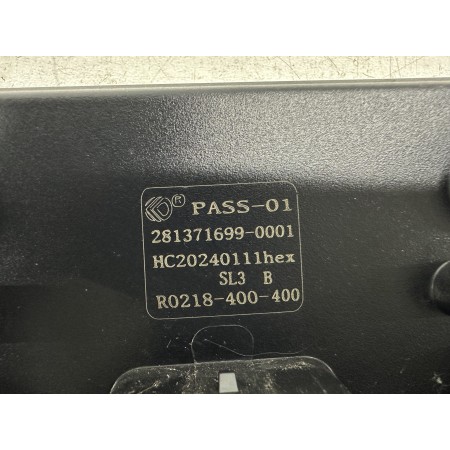 ® PASS-01
281371699-0001
HC20240111hex
SL3 B
R0218-400-400